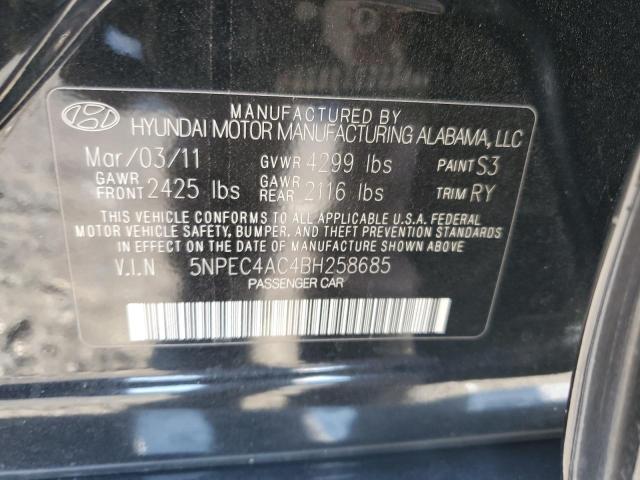 MANUFACTURED BY
HYUNDAI MOTOR MANUFACTURING ALABAMA, LLC
Mar/03/11 GVWR 4299 lbs PAINT S3
GAWR FRONT 2425 lbs GAWR REAR 2116 lbs TRIM RY
THIS VEHICLE CONFORMS TO ALL APPLICABLE U.S.A. FEDERAL
MOTOR VEHICLE SAFETY, BUMPER, AND THEFT PREVENTION STANDARDS
IN EFFECT ON THE DATE OF MANUFACTURE SHOWN ABOVE
V.I.N 5NPEC4AC4BH258685
PASSENGER CAR